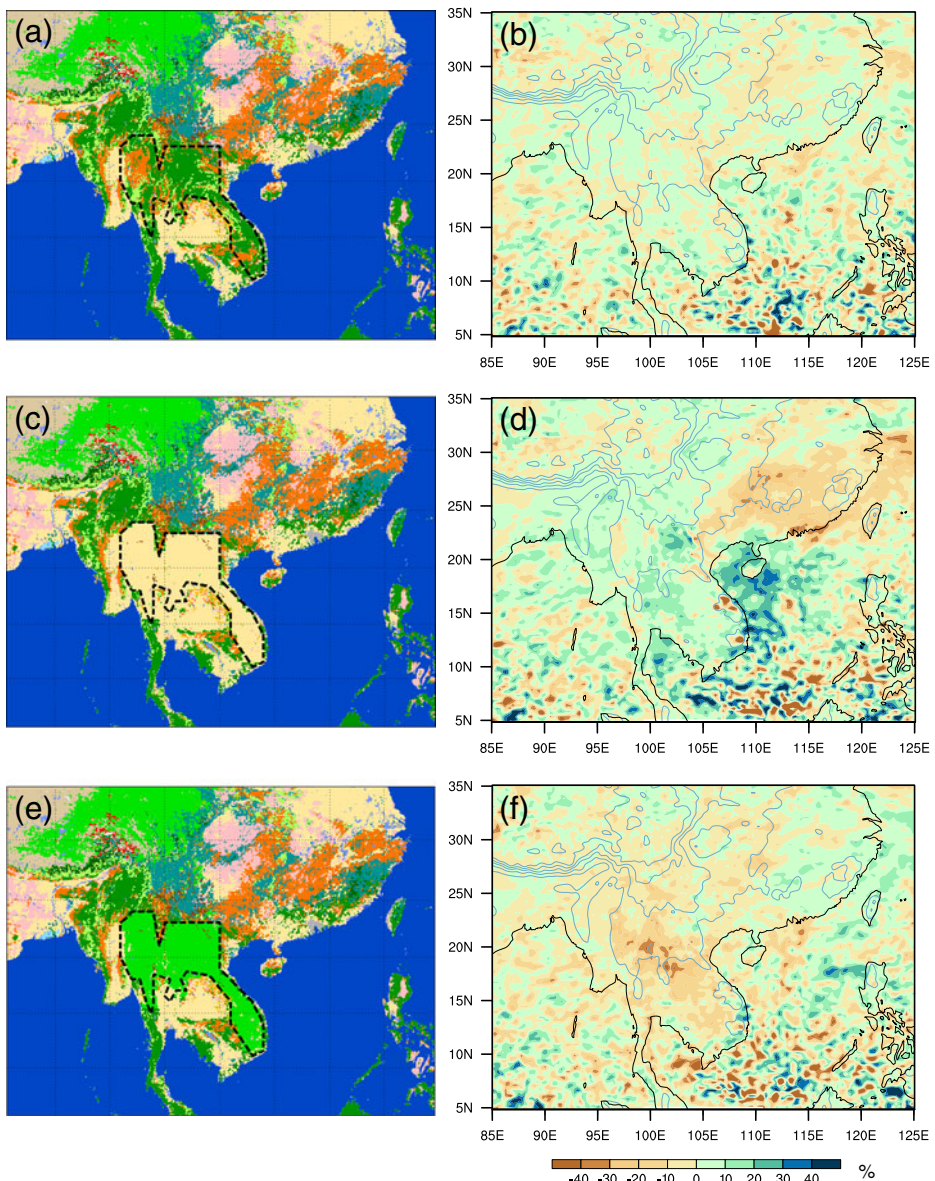 (a)
(b)
35N
30N
25N
20N
15N
10N
5N
85E 90E 95E 100E 105E 110E 115E 120E 125E
(c)
(d)
35N
30N
25N
20N
15N
10N
5N
85E 90E 95E 100E 105E 110E 115E 120E 125E
(e)
(f)
35N
30N
25N
20N
15N
10N
5N
85E 90E 95E 100E 105E 110E 115E 120E 125E
-40 -30 -20 -10 0 10 20 30 40 %